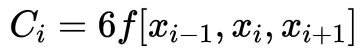 C_i = 6f[x_{i-1}, x_i, x_{i+1}]